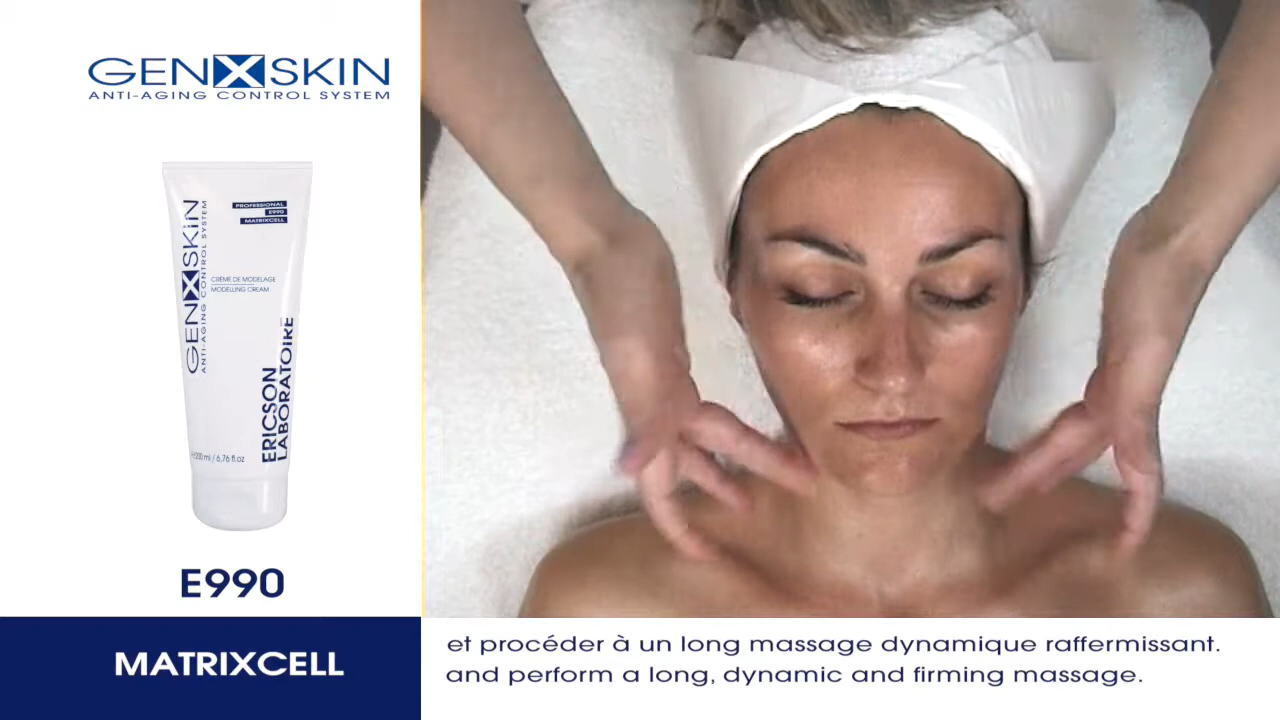 GENXSKIN
ANTI-AGING CONTROL SYSTEM
PROFESSIONAL
E990
MATRIXCELL
GENXSKIN
ANTI-AGING CONTROL SYSTEM
CRÈME DE MODELAGE
MODELLING CREAM
ERICSON
LABORATOIRE
200 ml / 6,76 fl.oz
E990
MATRIXCELL
et procéder à un long massage dynamique raffermissant.
and perform a long, dynamic and firming massage.